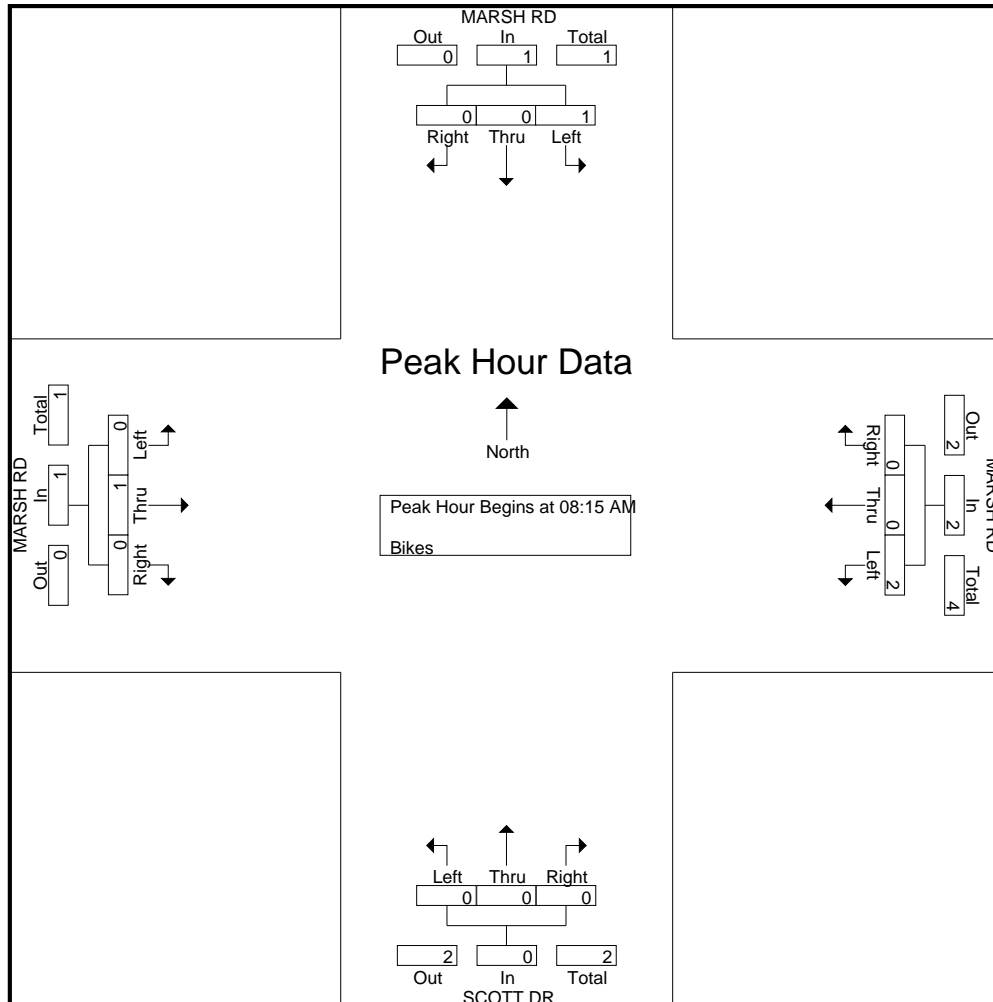 MARSH RD
Out In Total
0 1 1
0 0 1
Right Thru Left
Peak Hour Data
North
Peak Hour Begins at 08:15 AM
Bikes
MARSH RD
Total In Out
1 1 0
0 1 0
Left Thru Right
MARSH RD
Out In Total
2 2 4
0 0 2
Right Thru Left
Left Thru Right
0 0 0
2 0 2
Out In Total
SCOTT DR